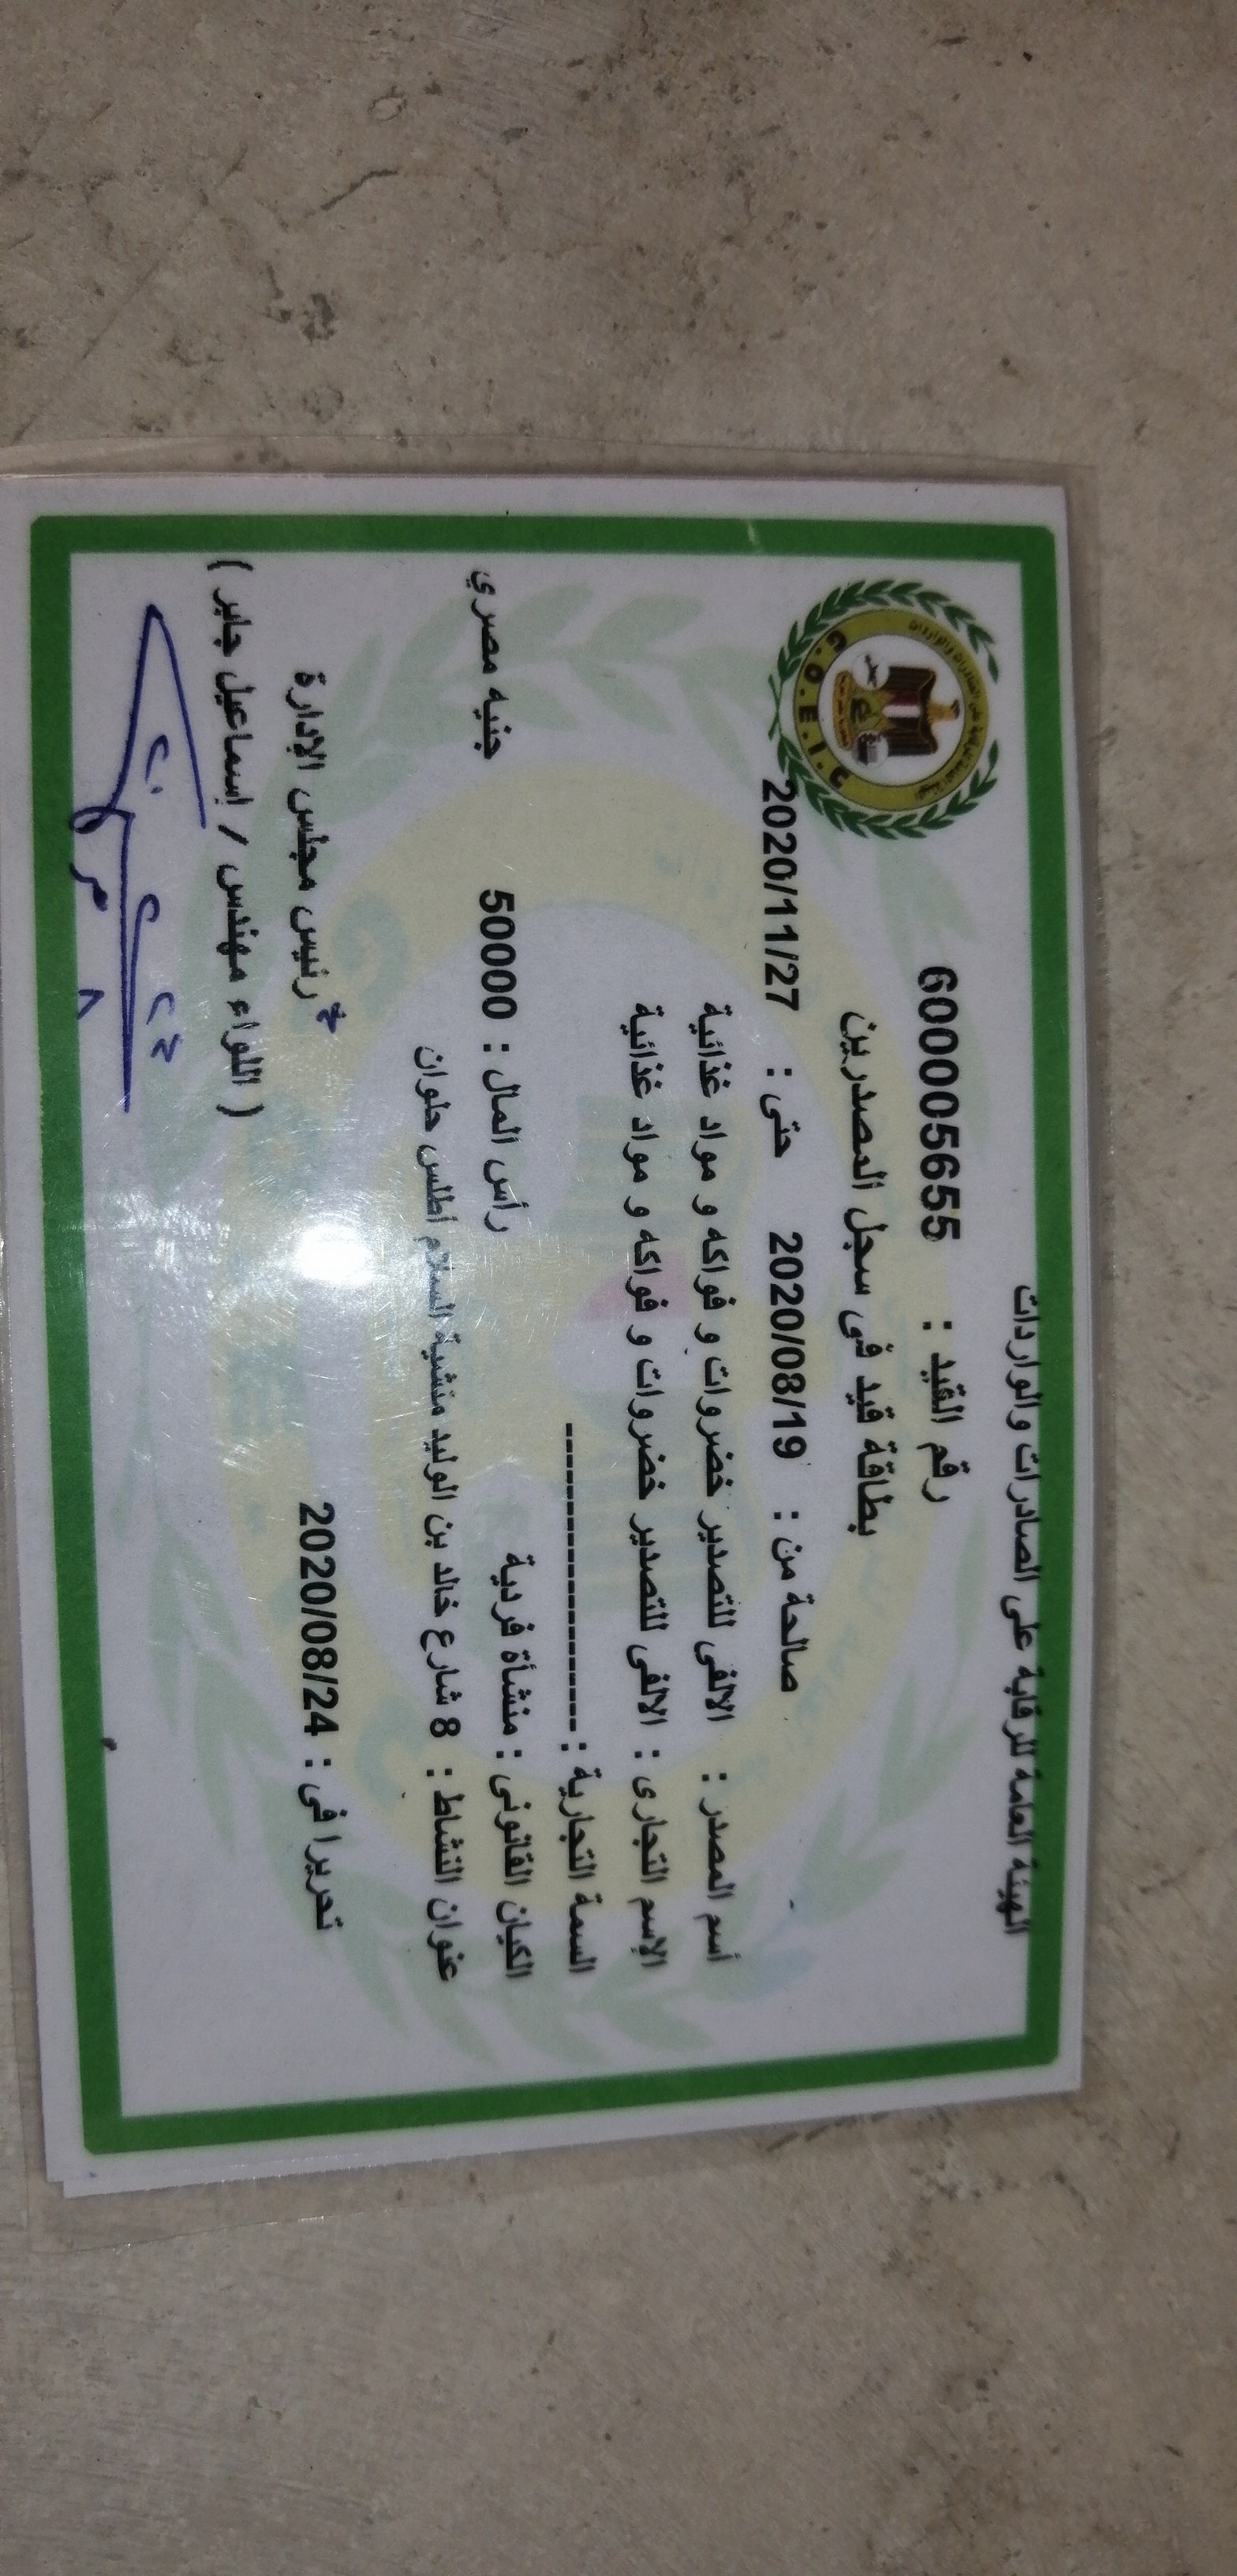 الهيئة العامة للرقابة على الصادرات والواردات
رقم القيد : 6000005655
بطاقة قيد فى سجل المصدرين
صالحة من : 2020/08/19 حتى : 2020/11/27
أسم المصدر : الالفى للتصدير خضروات و فواكه و مواد غذائية
الإسم التجارى : الالفى للتصدير خضروات و فواكه و مواد غذائية
السمة التجارية : --------------------
الكيان القانونى : منشأة فردية رأس المال : 50000 جنيه مصري
عنوان النشاط : 8 شارع خالد بن الوليد منشية السلام اطلس حلوان
تحريرا فى : 2020/08/24 رئيس مجلس الإدارة
( اللواء مهندس / إسماعيل جابر )
G.O.E.I.C